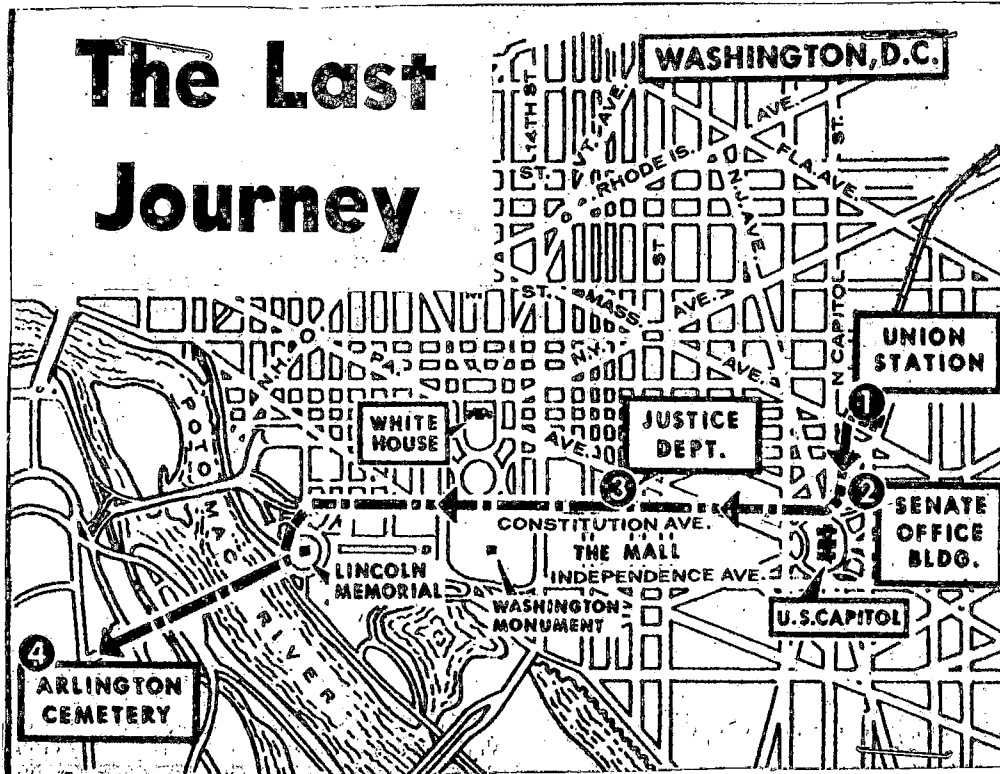 The Last
Journey
WASHINGTON, D.C.
14TH ST.
VT. AVE.
AVE.
ST.
RHODE IS.
FLA. AVE.
N.J. AVE.
ST.
ST.
ST.
MASS.
AVE.
N CAPITOL
N.H.
PA.
N.Y.
AVE.
UNION
STATION
1
WHITE
HOUSE
JUSTICE
DEPT.
AVE.
3
2
SENATE
OFFICE
BLDG.
POTOMAC
RIVER
CONSTITUTION AVE.
THE MALL
INDEPENDENCE AVE.
LINCOLN
MEMORIAL
WASHINGTON
MONUMENT
U.S. CAPITOL
4
ARLINGTON
CEMETERY